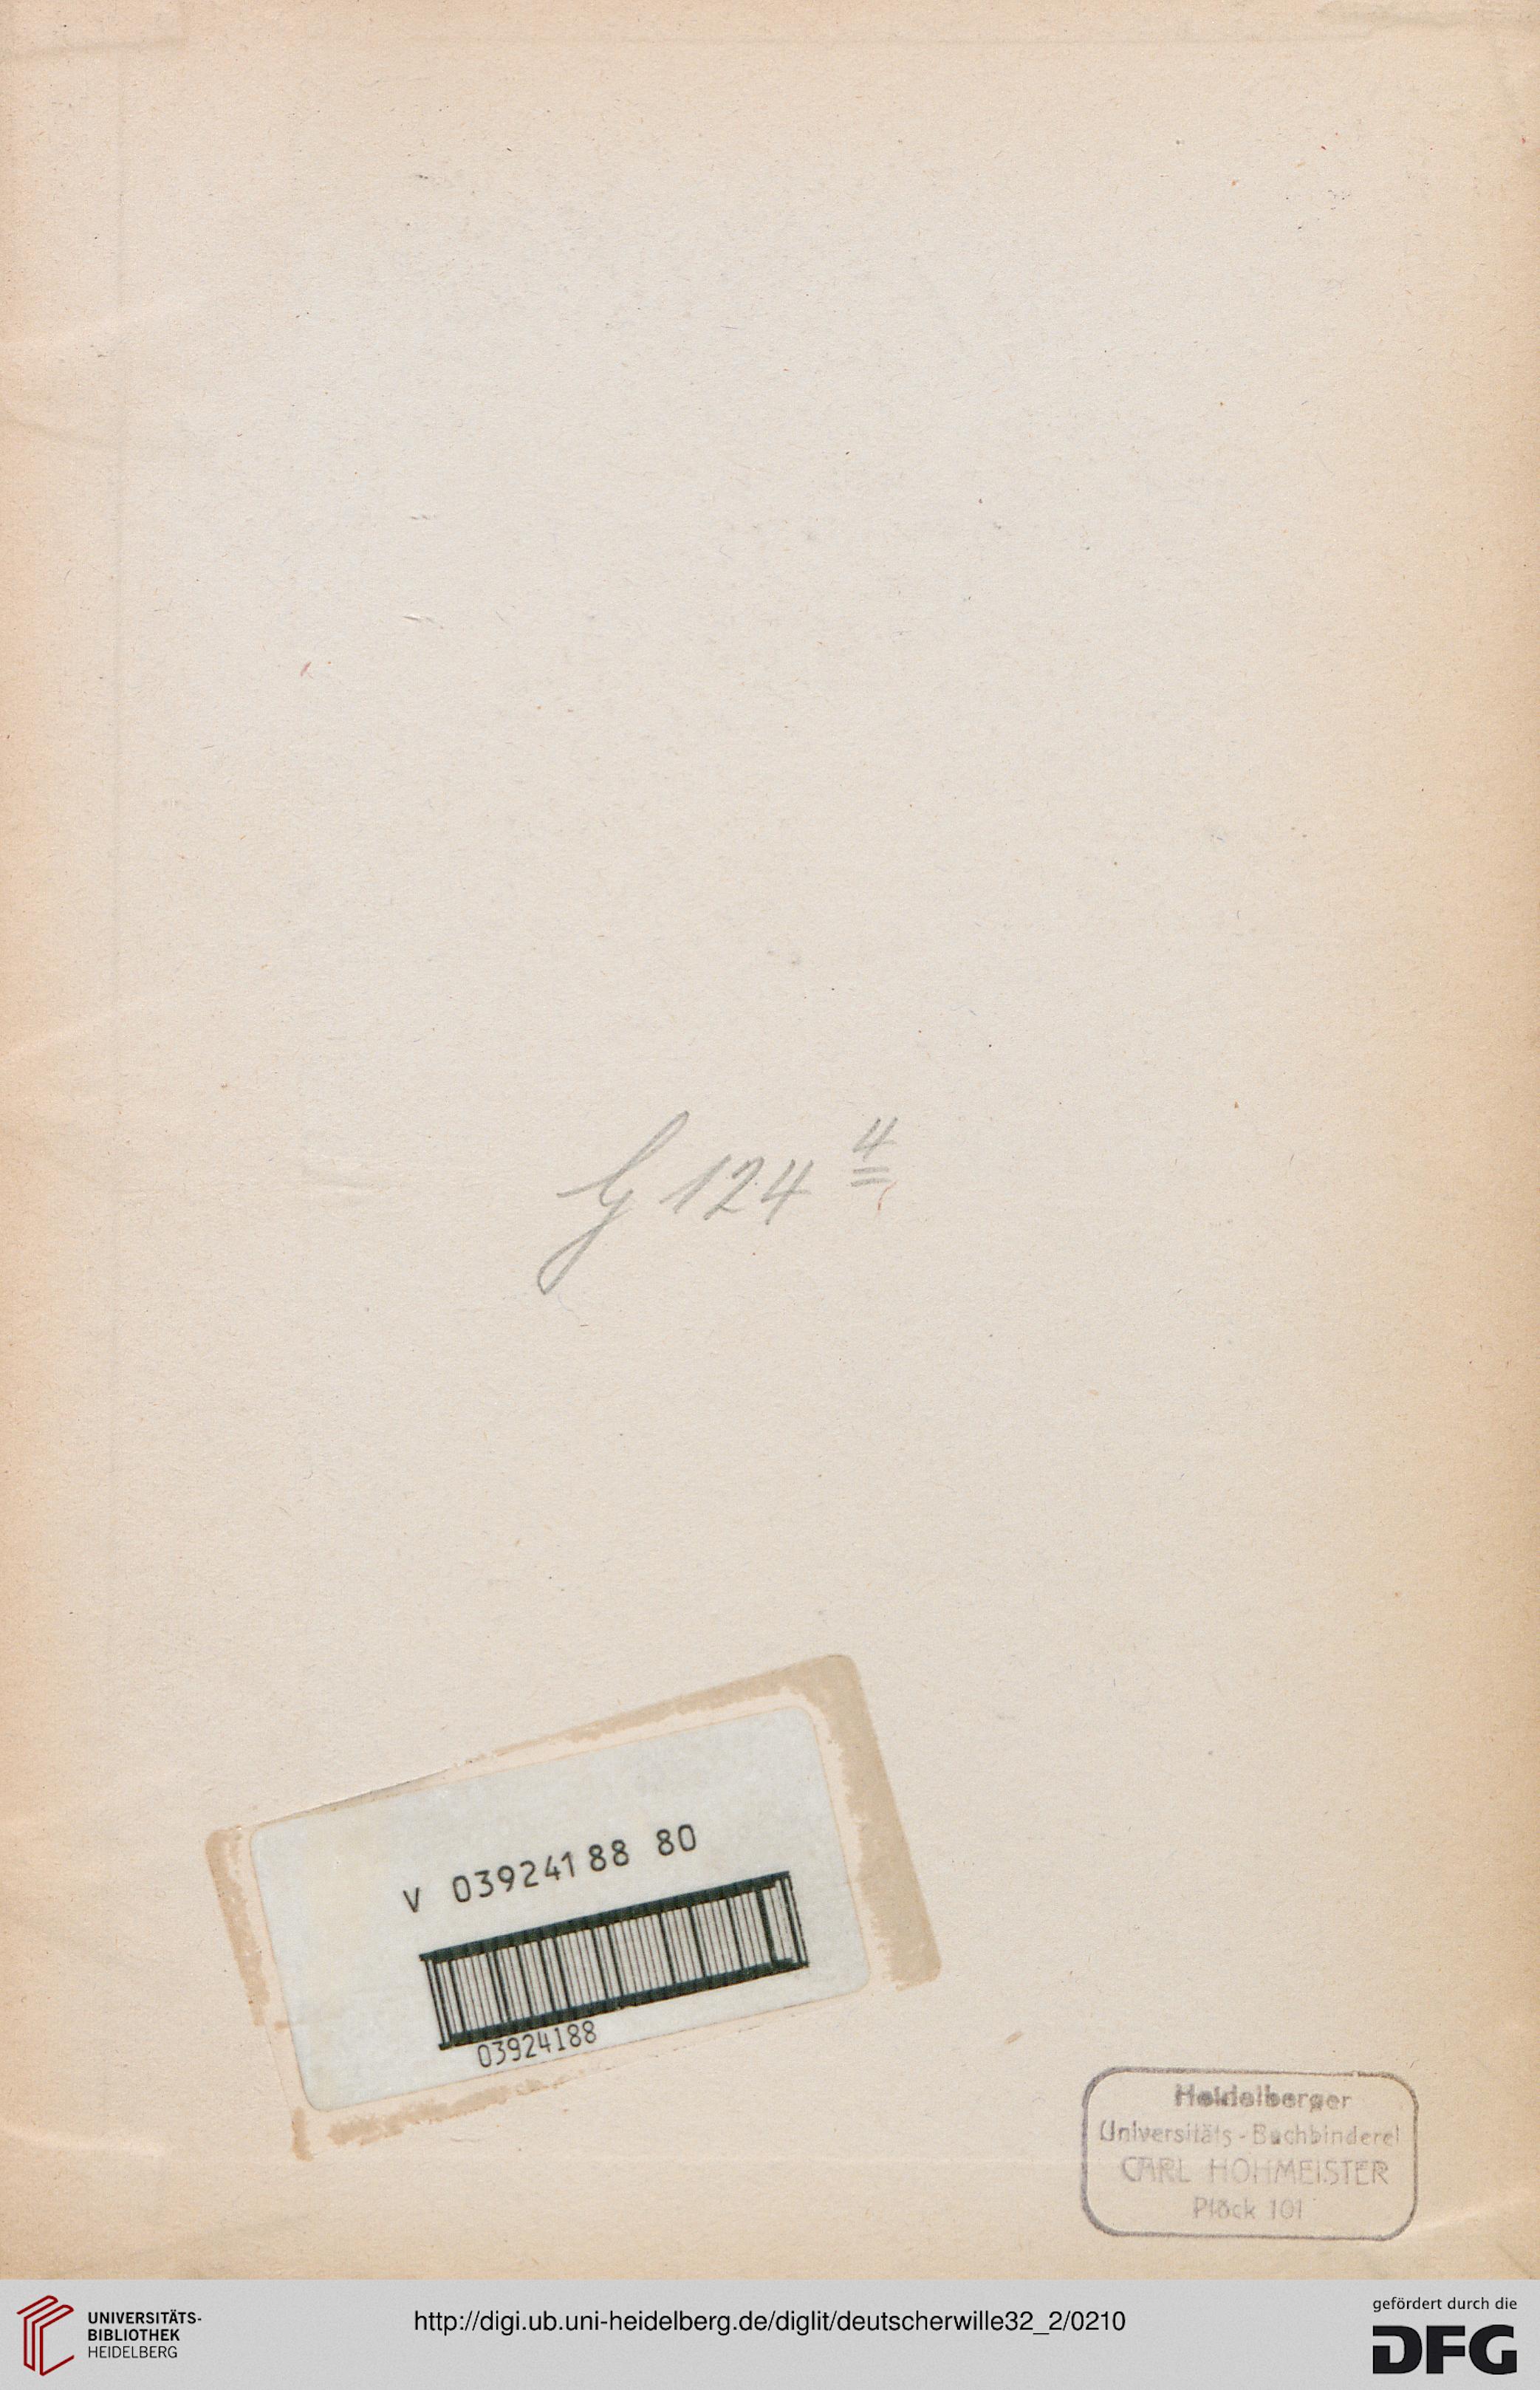 G 124 4
V 03924188 80
03924188
Heidelberger
Universitäts-Buchbinderei
CARL HOHMEISTER
Plöck 101
UNIVERSITÄTS-
BIBLIOTHEK
HEIDELBERG
http://digi.ub.uni-heidelberg.de/diglit/deutscherwille32_2/0210
gefördert durch die
DFG